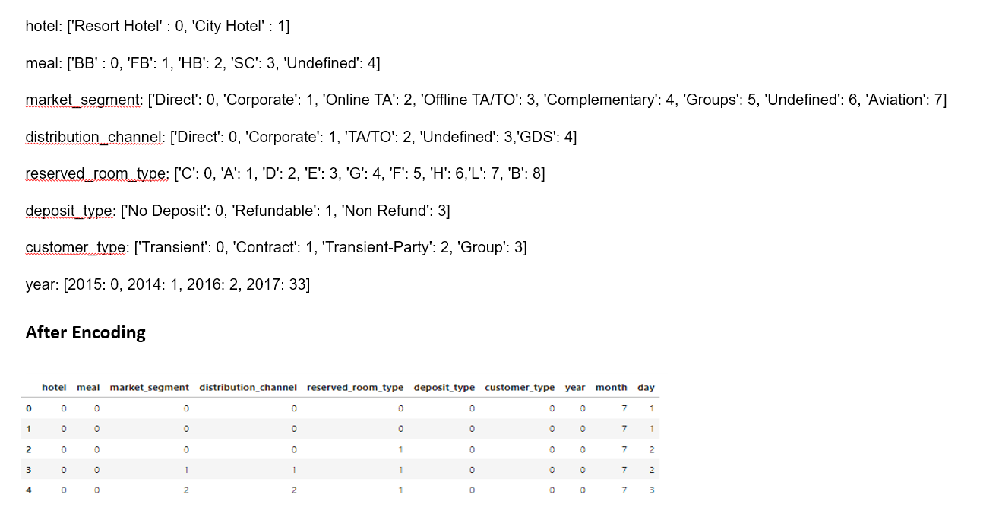 hotel: ['Resort Hotel' : 0, 'City Hotel' : 1]
meal: ['BB' : 0, 'FB': 1, 'HB': 2, 'SC': 3, 'Undefined': 4]
market_segment: ['Direct': 0, 'Corporate': 1, 'Online TA': 2, 'Offline TA/TO': 3, 'Complementary': 4, 'Groups': 5, 'Undefined': 6, 'Aviation': 7]
distribution_channel: ['Direct': 0, 'Corporate': 1, 'TA/TO': 2, 'Undefined': 3,'GDS': 4]
reserved_room_type: ['C': 0, 'A': 1, 'D': 2, 'E': 3, 'G': 4, 'F': 5, 'H': 6,'L': 7, 'B': 8]
deposit_type: ['No Deposit': 0, 'Refundable': 1, 'Non Refund': 3]
customer_type: ['Transient': 0, 'Contract': 1, 'Transient-Party': 2, 'Group': 3]
year: [2015: 0, 2014: 1, 2016: 2, 2017: 33]
After Encoding
hotel meal market_segment distribution_channel reserved_room_type deposit_type customer_type year month day
0 0 0 0 0 0 0 0 0 7 1
1 0 0 0 0 0 0 0 0 7 1
2 0 0 0 0 1 0 0 0 7 2
3 0 0 1 1 1 0 0 0 7 2
4 0 0 2 2 1 0 0 0 7 3